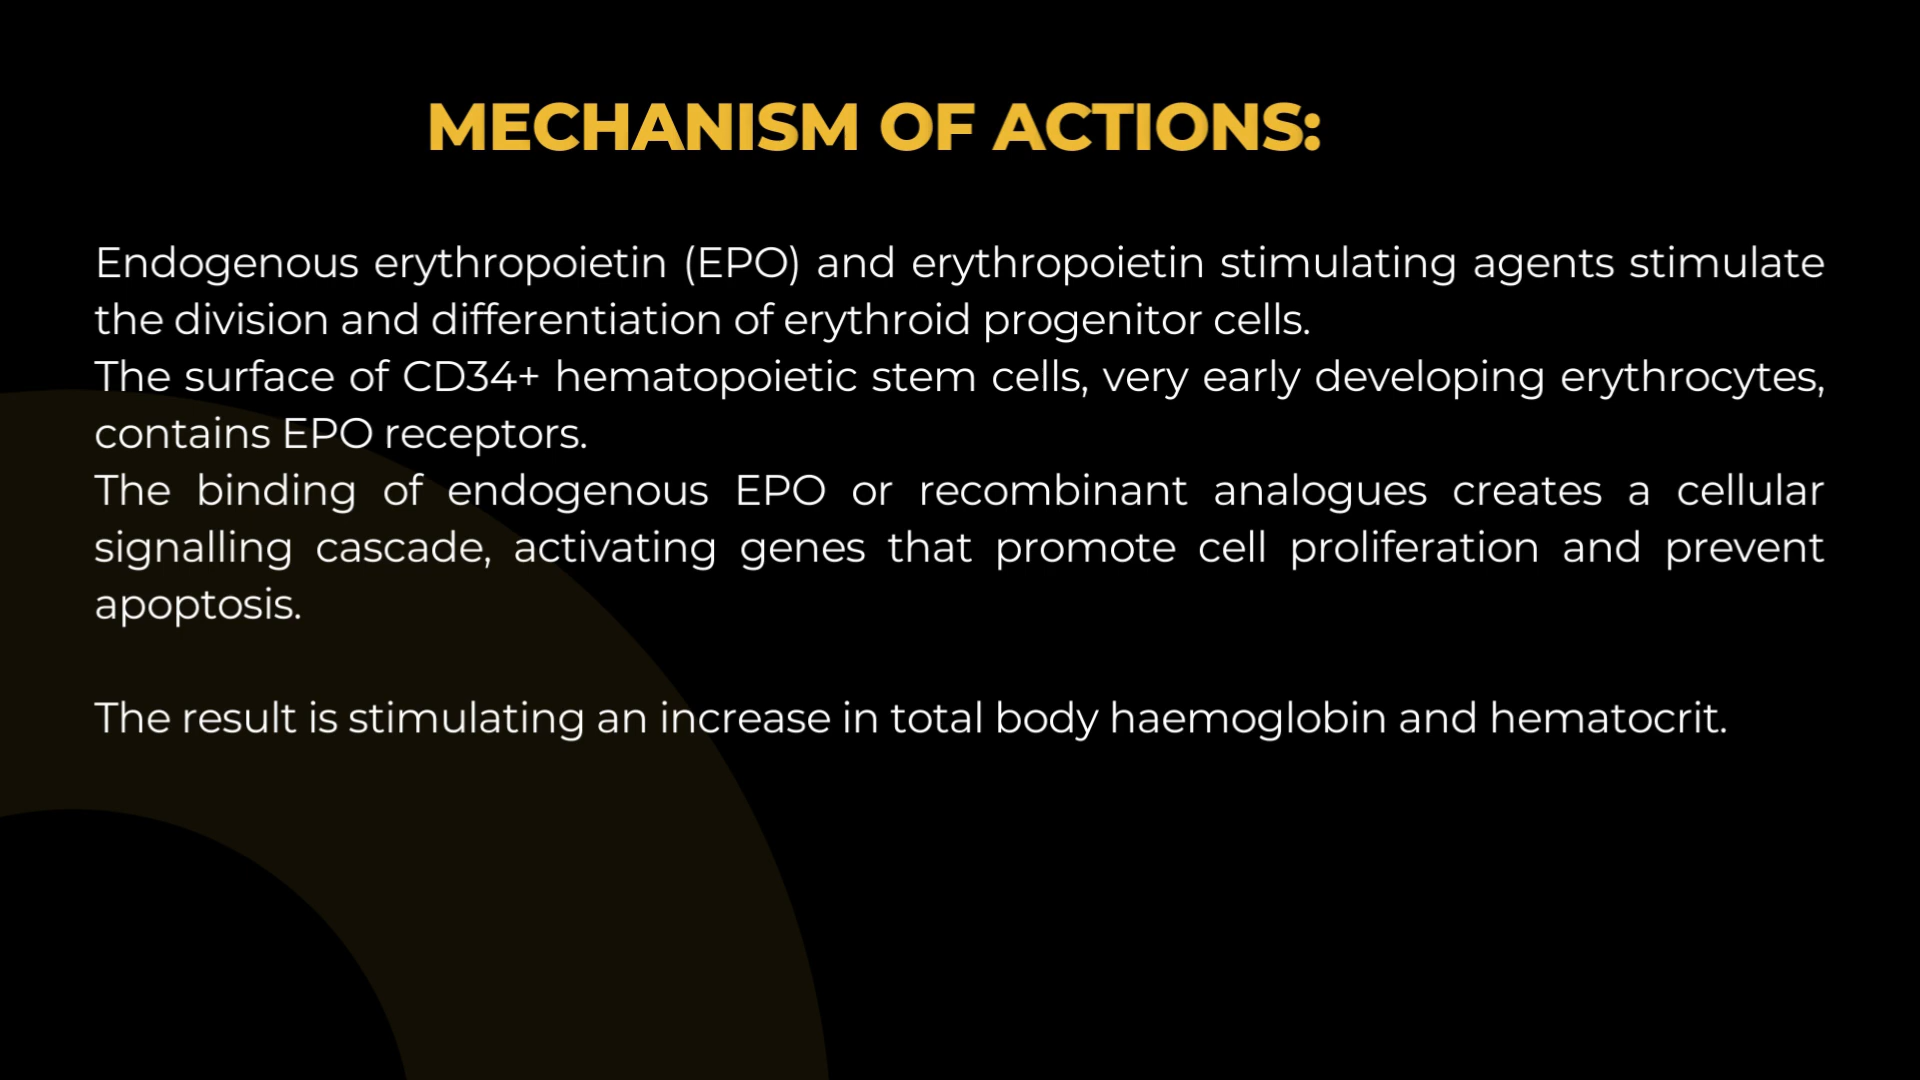 MECHANISM OF ACTIONS:
Endogenous erythropoietin (EPO) and erythropoietin stimulating agents stimulate
the division and differentiation of erythroid progenitor cells.
The surface of CD34+ hematopoietic stem cells, very early developing erythrocytes,
contains EPO receptors.
The binding of endogenous EPO or recombinant analogues creates a cellular
signalling cascade, activating genes that promote cell proliferation and prevent
apoptosis.
The result is stimulating an increase in total body haemoglobin and hematocrit.